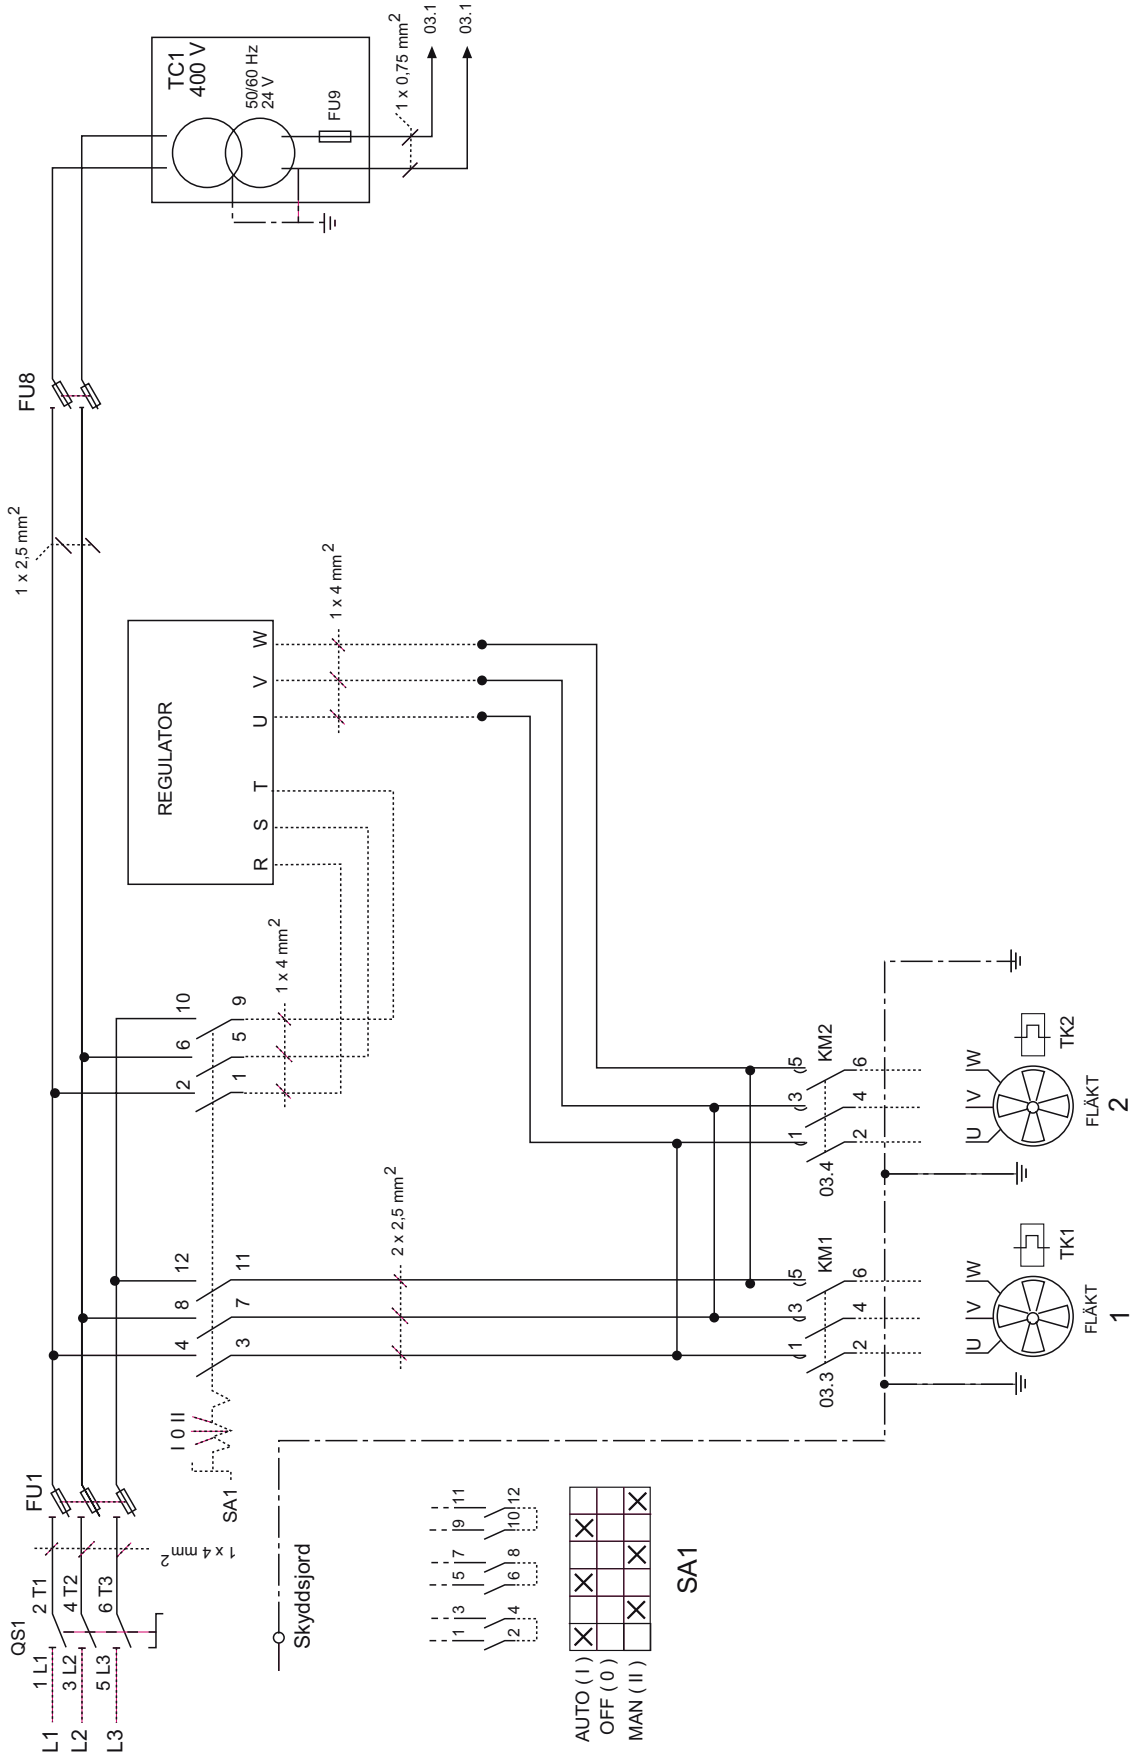 L1
L2
L3
QS1
1 L1
3 L2
5 L3
2 T1
4 T2
6 T3
1 x 4 mm2
FU1
SA1
I 0 II
4
8
12
3
7
11
2
6
10
1
5
9
1 x 4 mm2
2 x 2,5 mm2
REGULATOR
R
S
T
U
V
W
1 x 4 mm2
1 x 2,5 mm2
FU8
TC1
400 V
50/60 Hz
24 V
FU9
1 x 0,75 mm2
03.1
03.1
Skyddsjord
1
3
5
7
9
11
2
4
6
8
10
12
AUTO ( I )
OFF ( 0 )
MAN ( II )
SA1
03.3
1
3
5
KM1
2
4
6
U
V
W
TK1
FLÄKT
1
03.4
1
3
5
KM2
2
4
6
U
V
W
TK2
FLÄKT
2